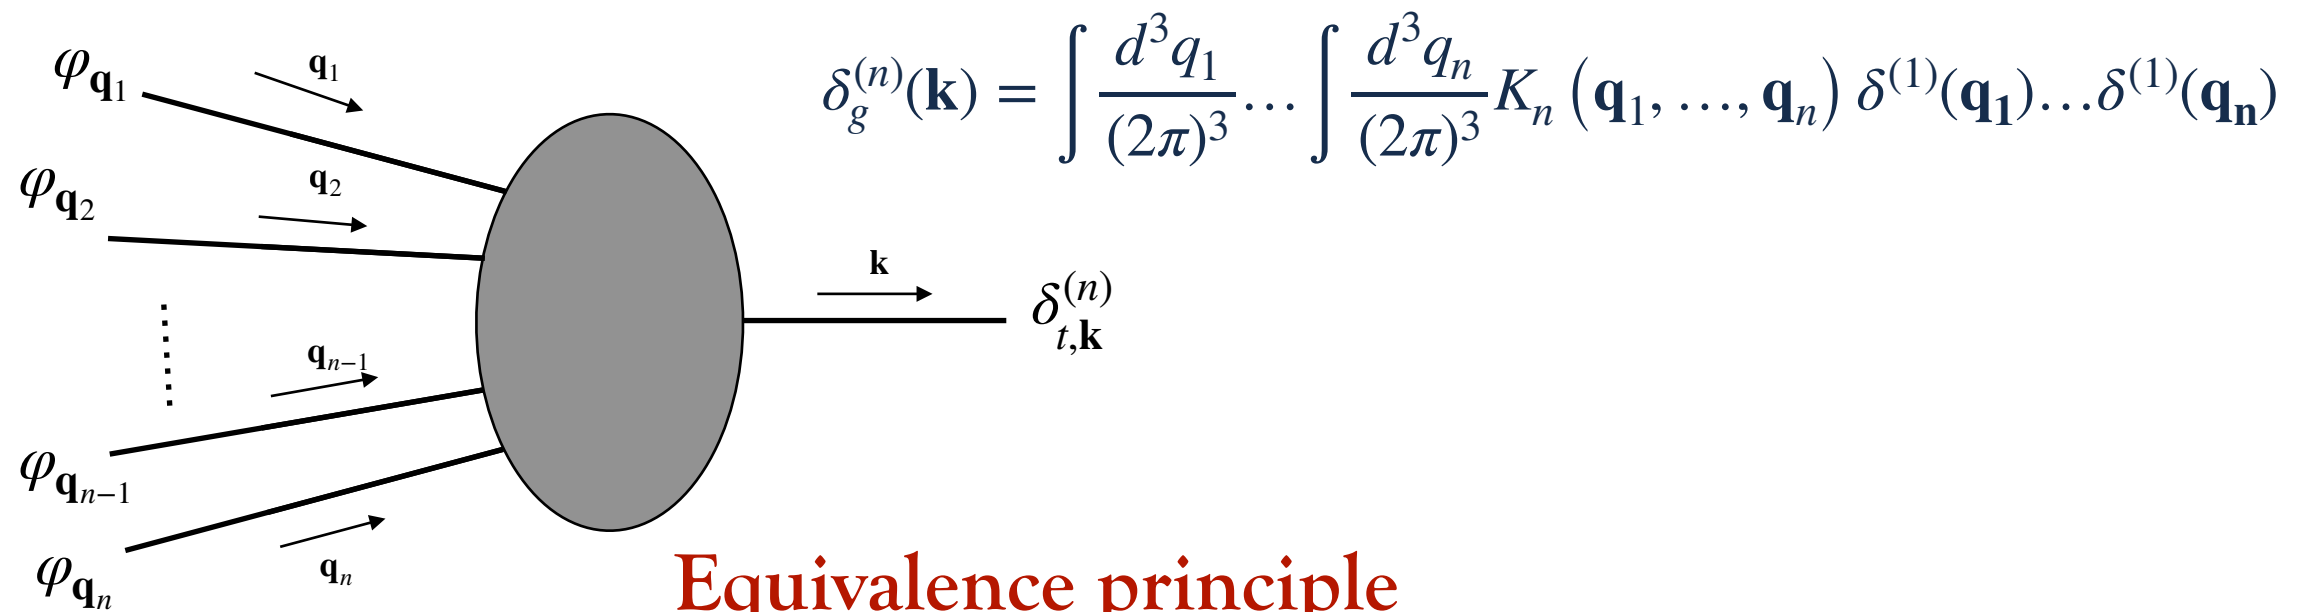 φ_{𝐪_1}
𝐪_1
δ_g^{(n)}(𝐤) = ∫ d^3q_1/(2π)^3 … ∫ d^3q_n/(2π)^3 K_n (𝐪_1, …, 𝐪_n) δ^{(1)}(𝐪_𝟏)…δ^{(1)}(𝐪_𝐧)
φ_{𝐪_2}
𝐪_2
𝐤
δ_{t,𝐤}^{(n)}
𝐪_{n−1}
φ_{𝐪_{n−1}}
𝐪_n
φ_{𝐪_n}
Equivalence principle